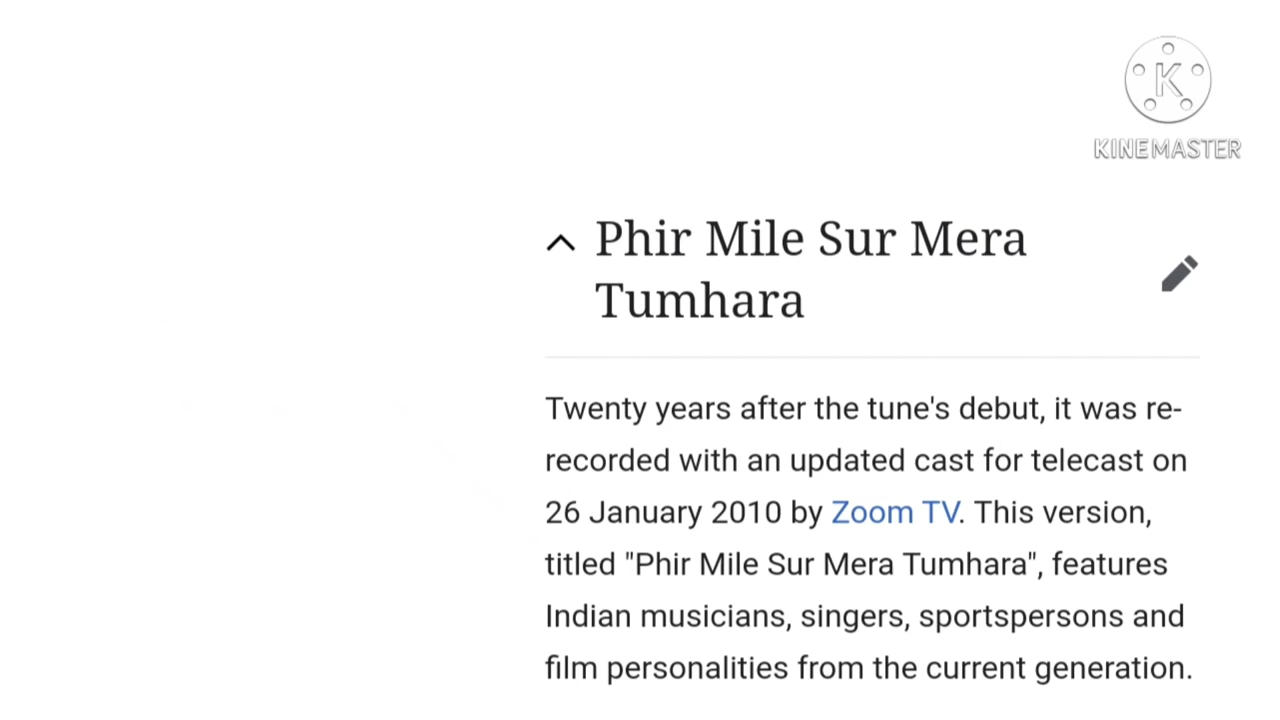 K
KINEMASTER
Phir Mile Sur Mera
Tumhara
Twenty years after the tune's debut, it was re-
recorded with an updated cast for telecast on
26 January 2010 by Zoom TV. This version,
titled "Phir Mile Sur Mera Tumhara", features
Indian musicians, singers, sportspersons and
film personalities from the current generation.